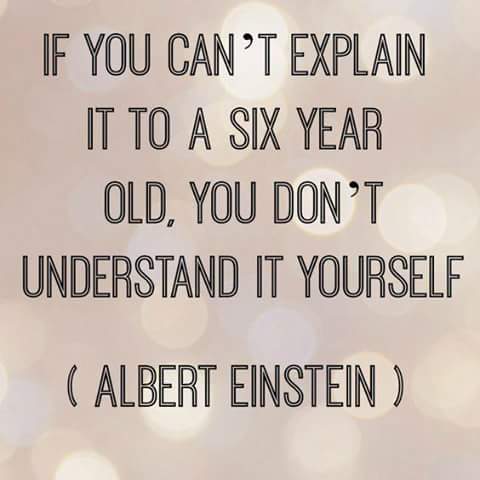 IF YOU CAN'T EXPLAIN
IT TO A SIX YEAR
OLD, YOU DON'T
UNDERSTAND IT YOURSELF
( ALBERT EINSTEIN )